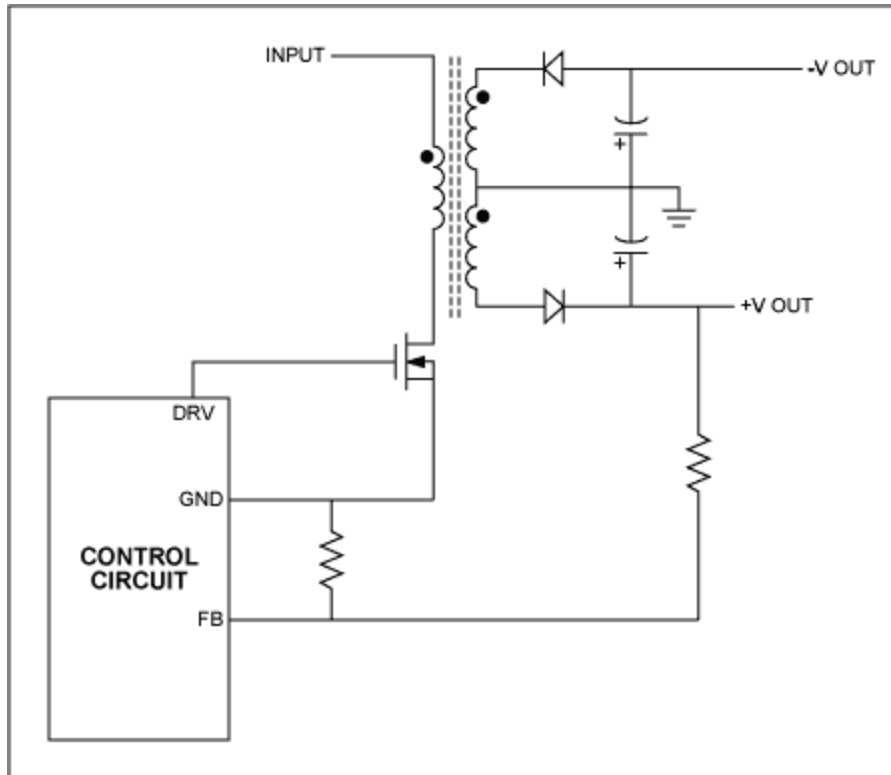 INPUT
-V OUT
+
+
+V OUT
DRV
GND
CONTROL
CIRCUIT
FB